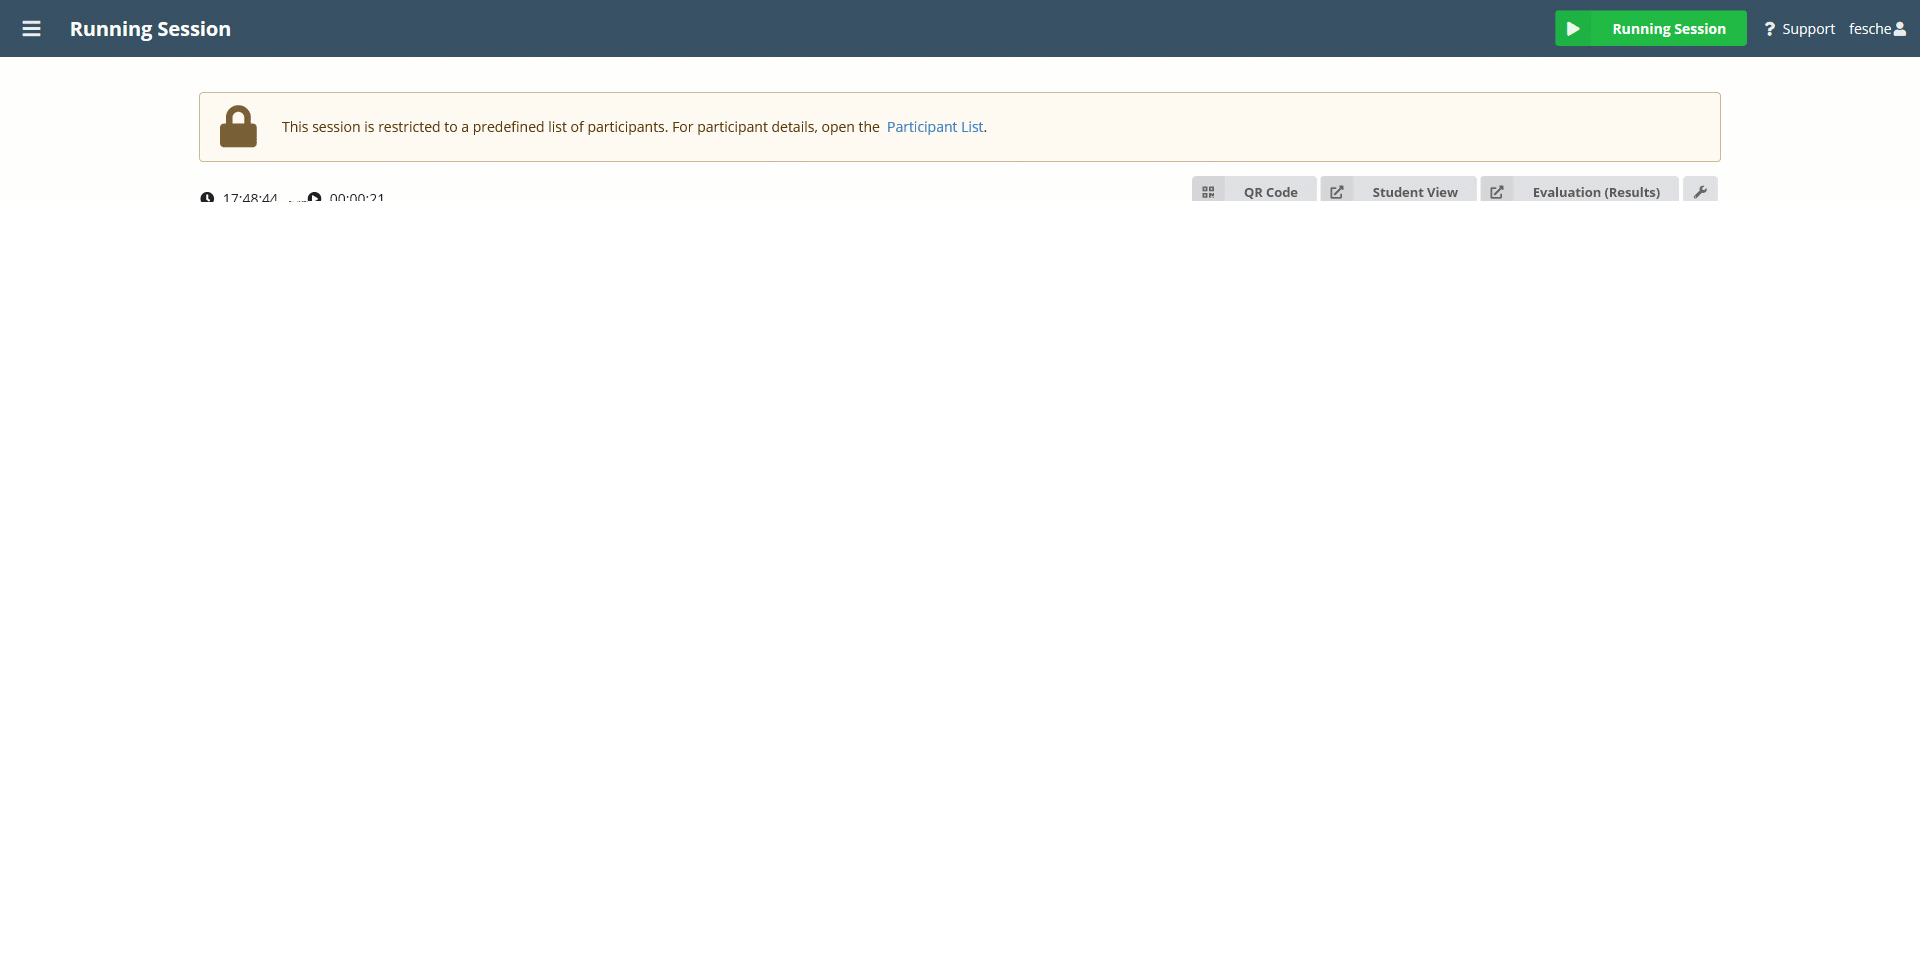 Running Session
Running Session
? Support
fesche
This session is restricted to a predefined list of participants. For participant details, open the Participant List.
17:48:44
00:00:21
QR Code
Student View
Evaluation (Results)